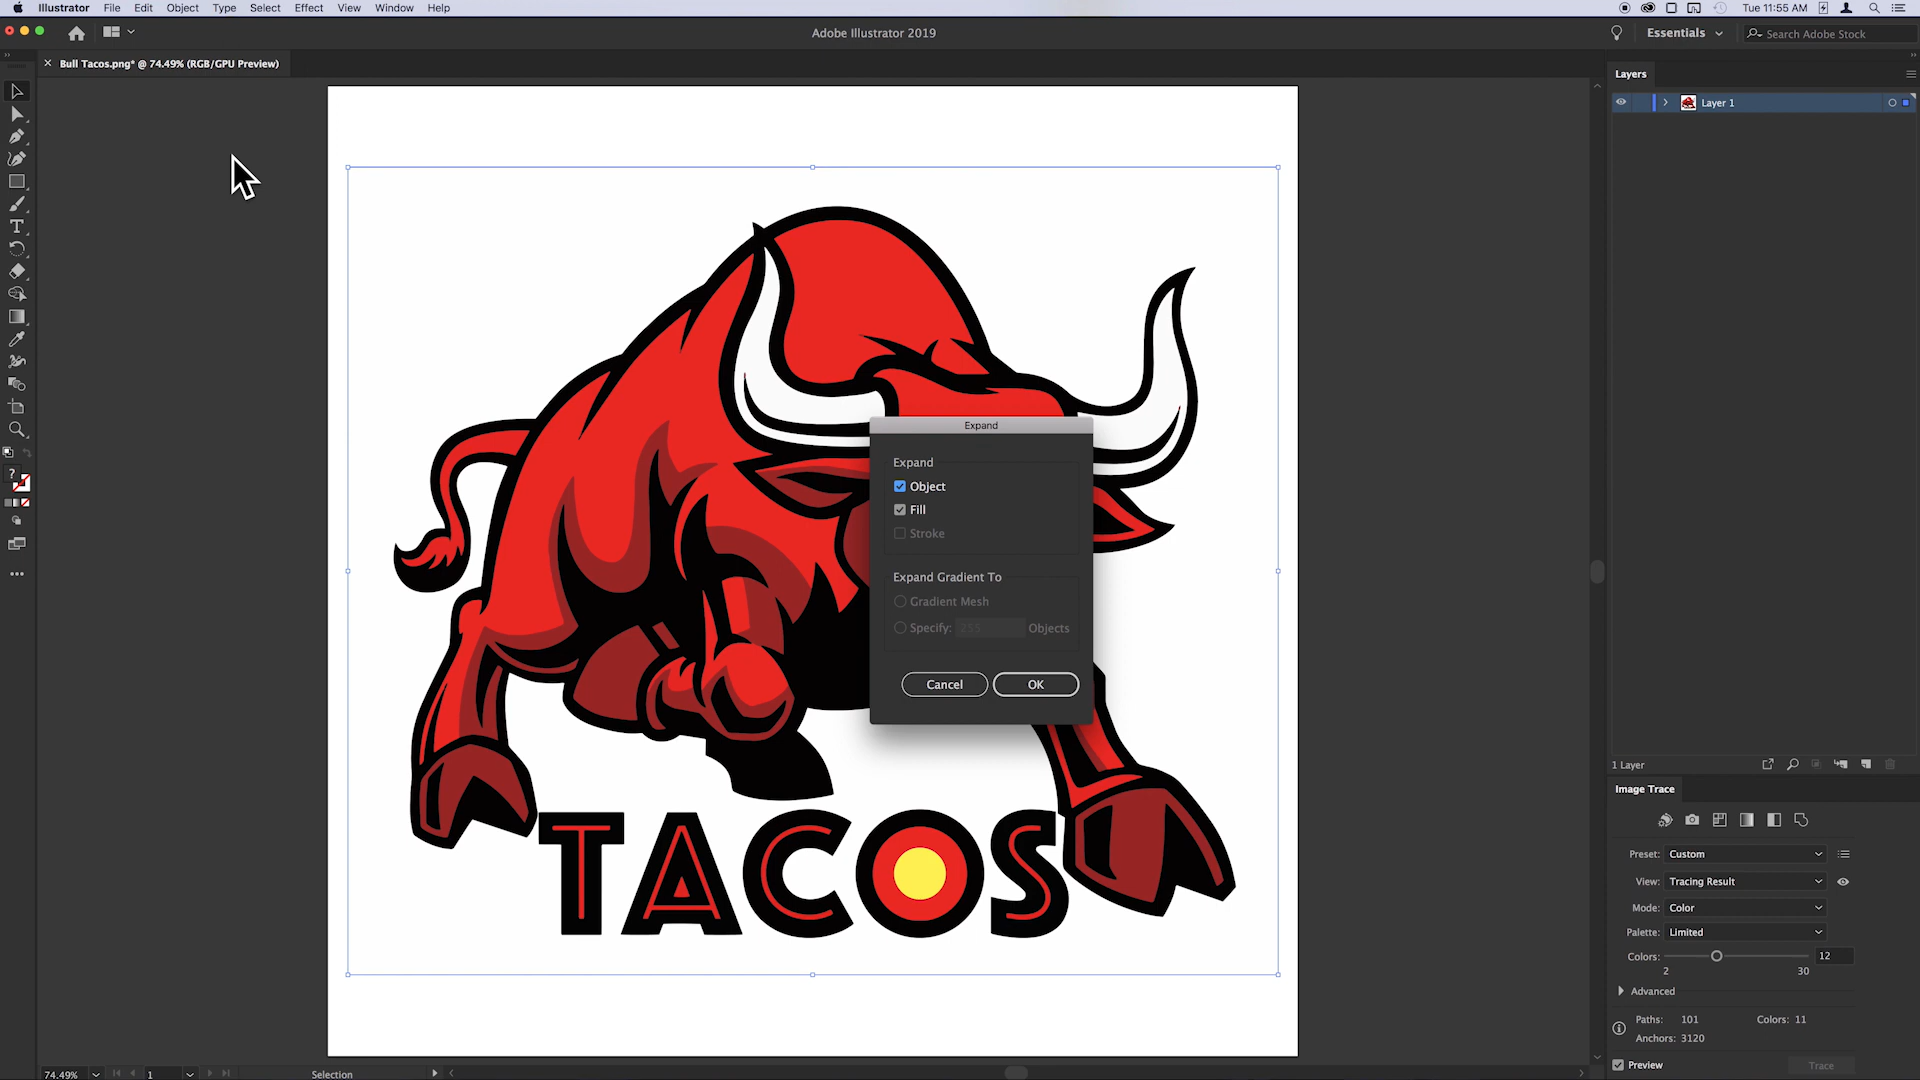 Illustrator File Edit Object Type Select Effect View Window Help Tue 11:55 AM
Adobe Illustrator 2019 Essentials Search Adobe Stock
Bull Tacos.png* @ 74.49% (RGB/GPU Preview)
Layers
Layer 1
Expand
Expand
Object
Fill
Stroke
Expand Gradient To
Gradient Mesh
Specify: 255 Objects
Cancel OK
TACOS
1 Layer
Image Trace
Preset: Custom
View: Tracing Result
Mode: Color
Palette: Limited
Colors: 12
2 30
Advanced
Paths: 101 Colors: 11
Anchors: 3120
Preview Trace
74.49% 1 Selection